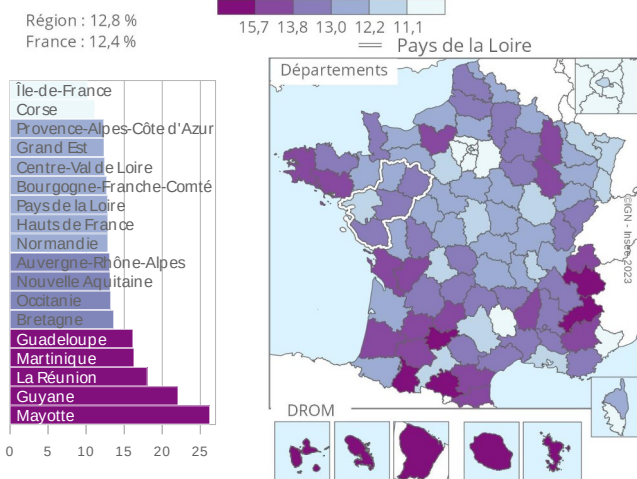 Région : 12,8 %
France : 12,4 %
15,7 13,8 13,0 12,2 11,1
Pays de la Loire
Départements
Île-de-France
Corse
Provence-Alpes-Côte d'Azur
Grand Est
Centre-Val de Loire
Bourgogne-Franche-Comté
Pays de la Loire
Hauts de France
Normandie
Auvergne-Rhône-Alpes
Nouvelle Aquitaine
Occitanie
Bretagne
Guadeloupe
Martinique
La Réunion
Guyane
Mayotte
0 5 10 15 20 25
©IGN - Insee 2023
DROM